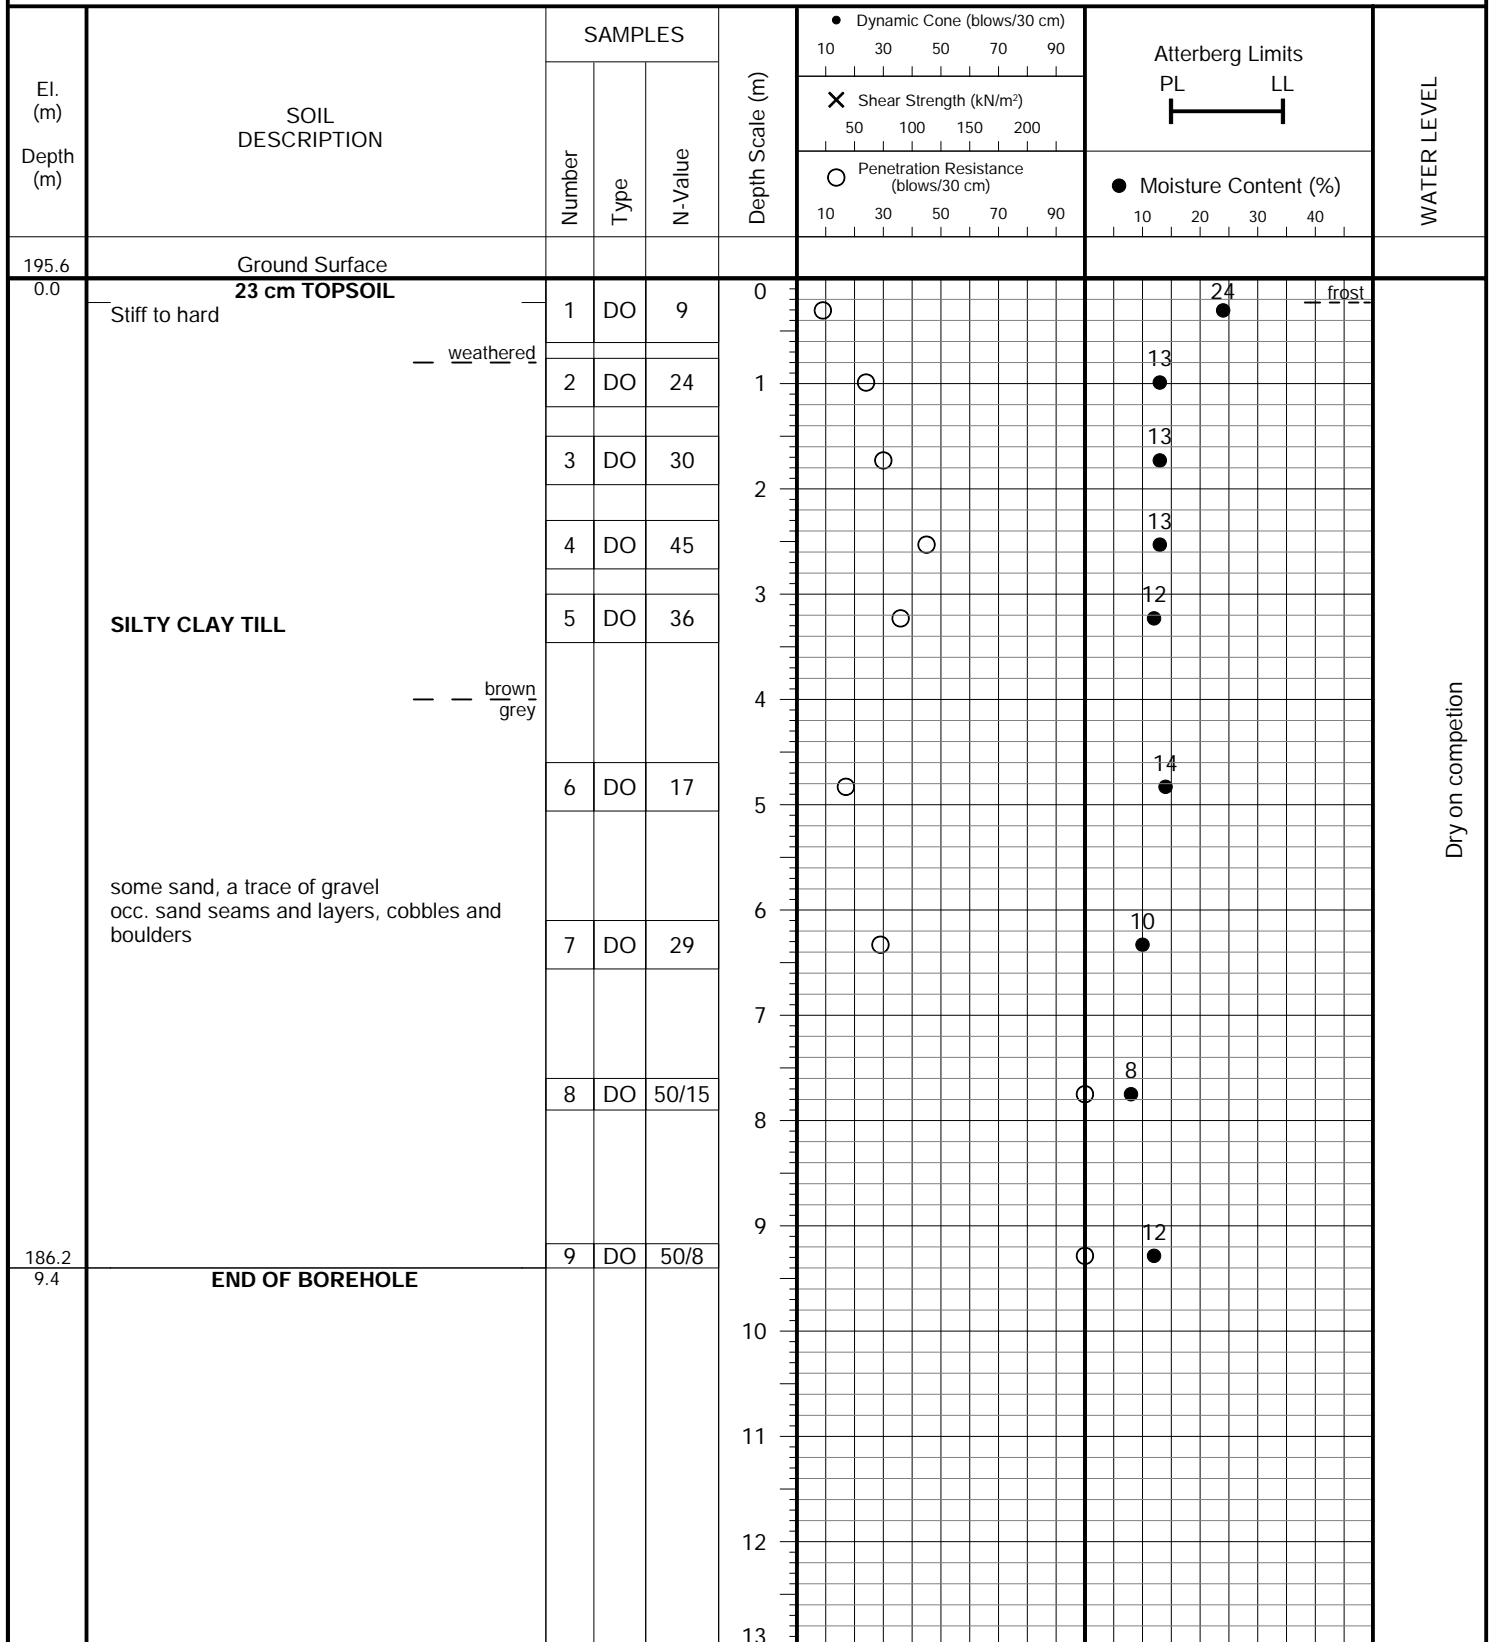 El.
(m)
Depth
(m)
SOIL
DESCRIPTION
SAMPLES
Number
Type
N-Value
Depth Scale (m)
Dynamic Cone (blows/30 cm)
10 30 50 70 90
Shear Strength (kN/m²)
50 100 150 200
Penetration Resistance
(blows/30 cm)
10 30 50 70 90
Atterberg Limits
PL LL
Moisture Content (%)
10 20 30 40
WATER LEVEL
195.6 Ground Surface
0.0 23 cm TOPSOIL 0
Stiff to hard 1 DO 9 24 frost
weathered
2 DO 24 1 13
3 DO 30 13
2
4 DO 45 13
3
SILTY CLAY TILL 5 DO 36 12
brown
grey
4
6 DO 17 14
5
Dry on competion
some sand, a trace of gravel
occ. sand seams and layers, cobbles and
boulders
6
7 DO 29 10
7
8 DO 50/15 8
8
9
186.2 9 DO 50/8 12
9.4 END OF BOREHOLE
10
11
12
13